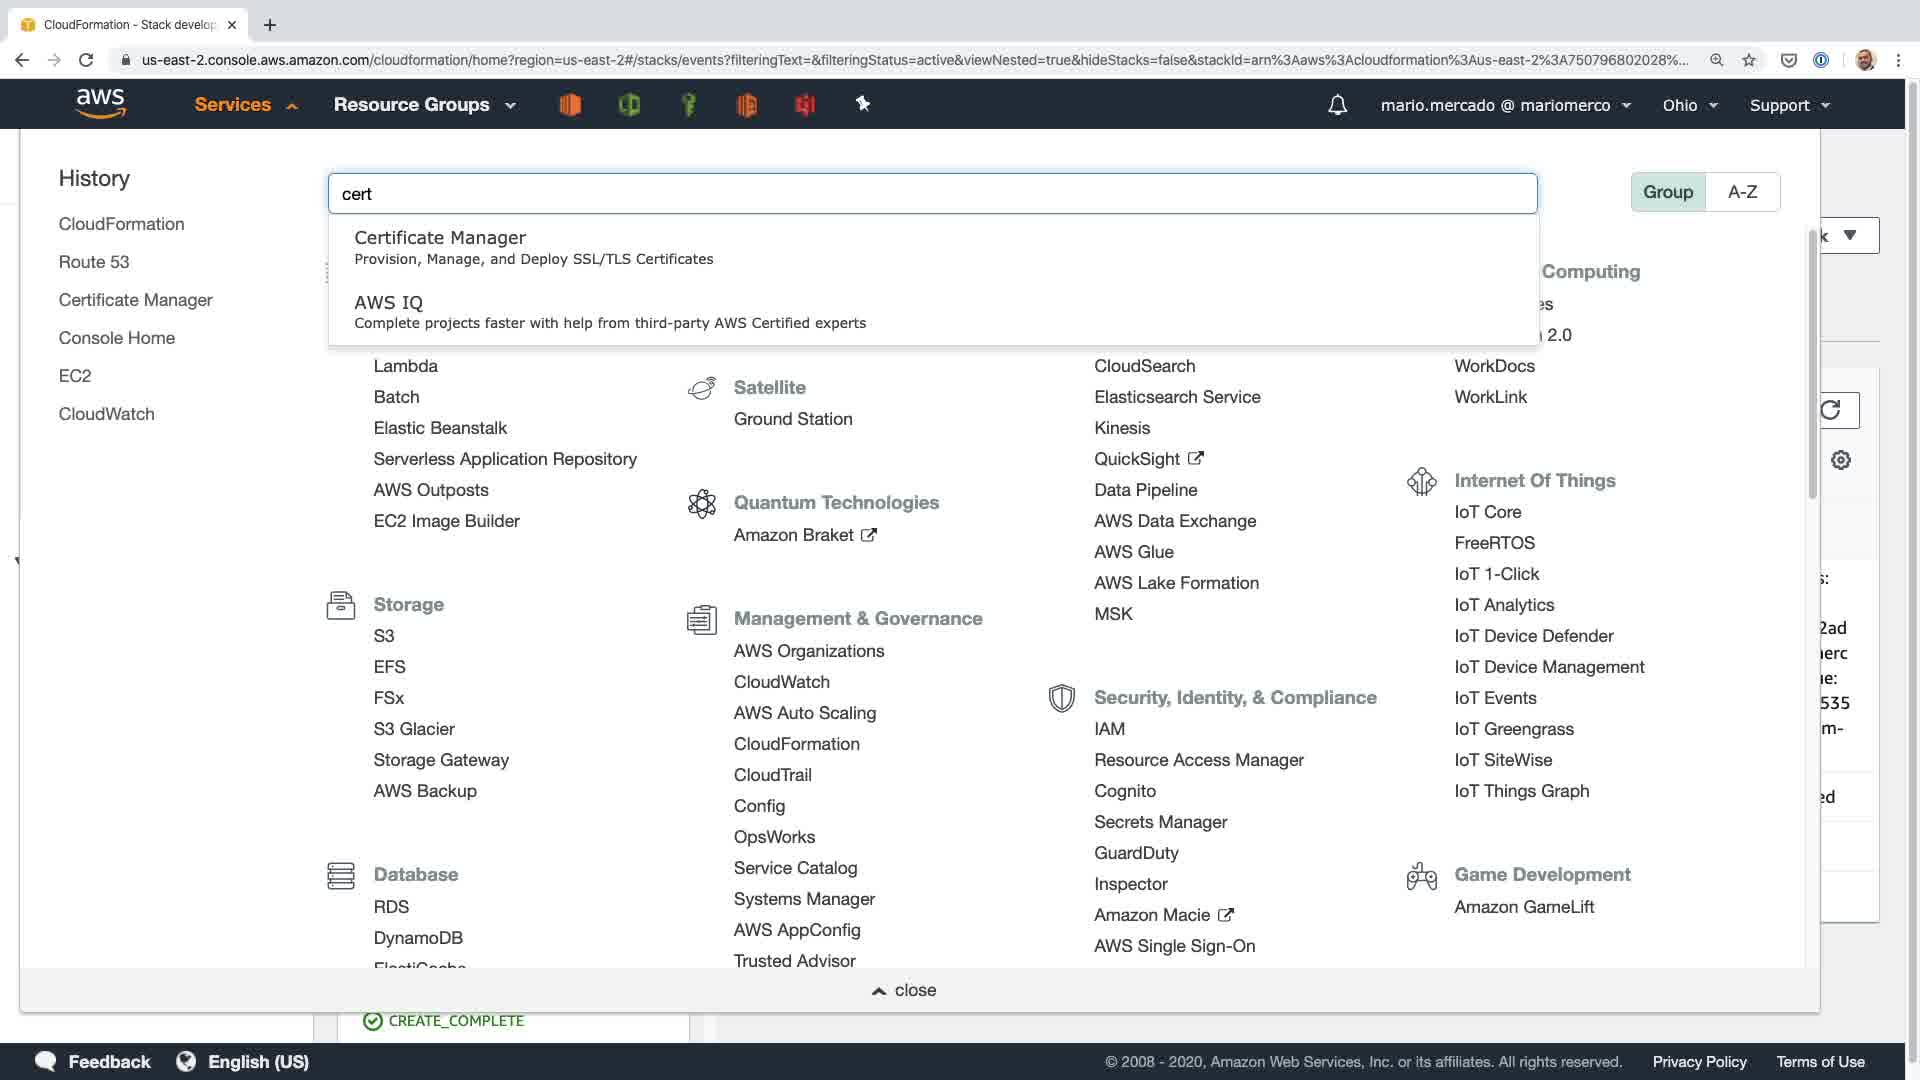 CloudFormation - Stack develop
us-east-2.console.aws.amazon.com/cloudformation/home?region=us-east-2#/stacks/events?filteringText=&filteringStatus=active&viewNested=true&hideStacks=false&stackId=arn%3Aaws%3Acloudformation%3Aus-east-2%3A750796802028%...
aws
Services
Resource Groups
mario.mercado @ mariomerco
Ohio
Support
History
CloudFormation
Route 53
Certificate Manager
Console Home
EC2
CloudWatch
cert
Group
A-Z
Certificate Manager
Provision, Manage, and Deploy SSL/TLS Certificates
AWS IQ
Complete projects faster with help from third-party AWS Certified experts
Lambda
Batch
Elastic Beanstalk
Serverless Application Repository
AWS Outposts
EC2 Image Builder
Storage
S3
EFS
FSx
S3 Glacier
Storage Gateway
AWS Backup
Database
RDS
DynamoDB
Satellite
Ground Station
Quantum Technologies
Amazon Braket
Management & Governance
AWS Organizations
CloudWatch
AWS Auto Scaling
CloudFormation
CloudTrail
Config
OpsWorks
Service Catalog
Systems Manager
AWS AppConfig
Trusted Advisor
CloudSearch
Elasticsearch Service
Kinesis
QuickSight
Data Pipeline
AWS Data Exchange
AWS Glue
AWS Lake Formation
MSK
Security, Identity, & Compliance
IAM
Resource Access Manager
Cognito
Secrets Manager
GuardDuty
Inspector
Amazon Macie
AWS Single Sign-On
Computing
es
2.0
WorkDocs
WorkLink
Internet Of Things
IoT Core
FreeRTOS
IoT 1-Click
IoT Analytics
IoT Device Defender
IoT Device Management
IoT Events
IoT Greengrass
IoT SiteWise
IoT Things Graph
Game Development
Amazon GameLift
k
s:
2ad
erc
ue:
535
m-
ed
close
CREATE_COMPLETE
Feedback
English (US)
© 2008 - 2020, Amazon Web Services, Inc. or its affiliates. All rights reserved.
Privacy Policy
Terms of Use